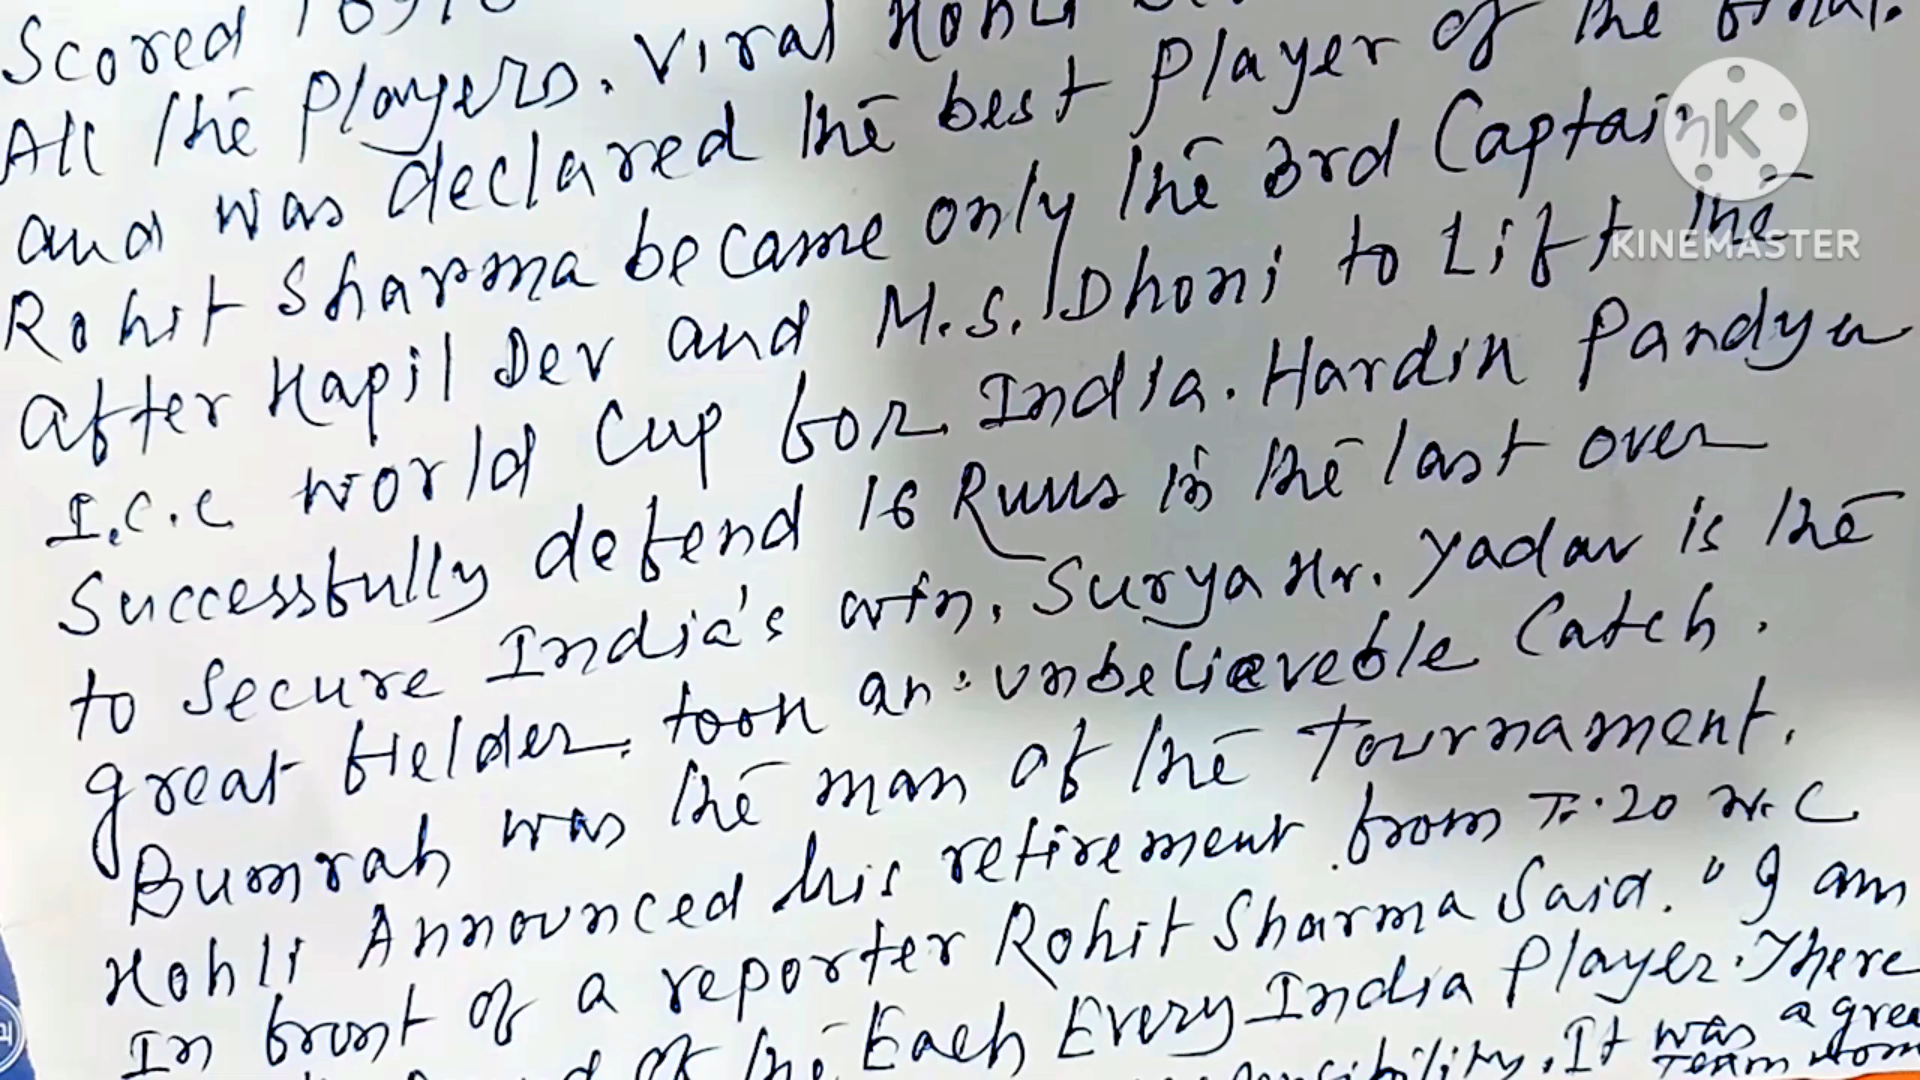 Scored
All the Players. Virat Kohli
and was declared the best player of the final.
Rohit Sharma became only the 3rd Captain
after Kapil Dev and M.S. Dhoni to Lift the
I.C.C World Cup for India. Hardik Pandya
Successfully defend 16 Runs in the last over
to Secure India's win. Surya Kr. Yadav is the
great fielder. took an unbelieveble Catch.
Bumrah was the man of the Tournament.
Kohli Announced his retirement from T.20 W.C
In front of a reporter Rohit Sharma Said. "I am
of the Each Every India Player. There
It was a great
Team work
KINEMASTER